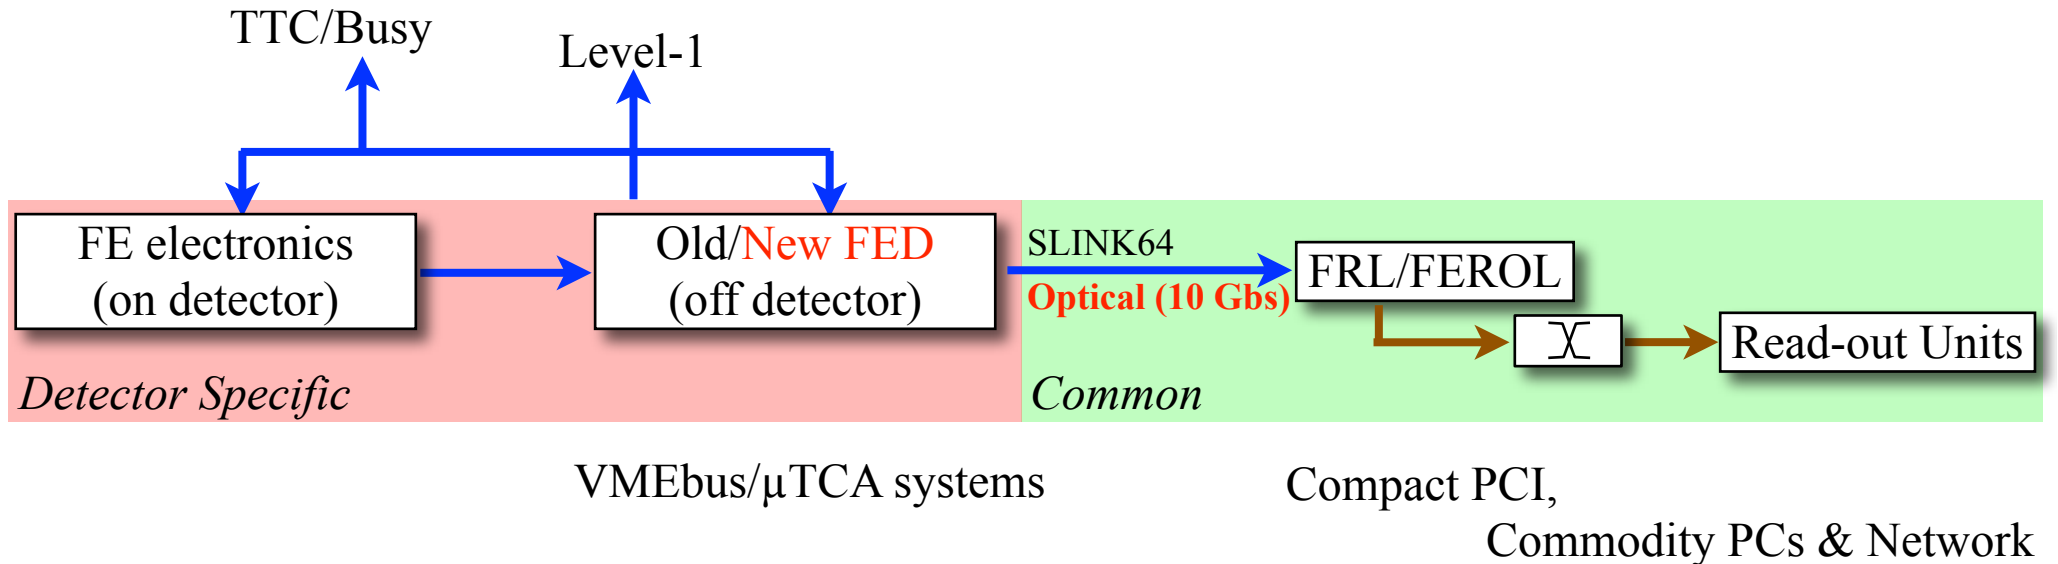 TTC/Busy
Level-1
FE electronics
(on detector)
Old/New FED
(off detector)
SLINK64
Optical (10 Gbs)
FRL/FEROL
Read-out Units
Detector Specific
Common
VMEbus/µTCA systems
Compact PCI,
Commodity PCs & Network